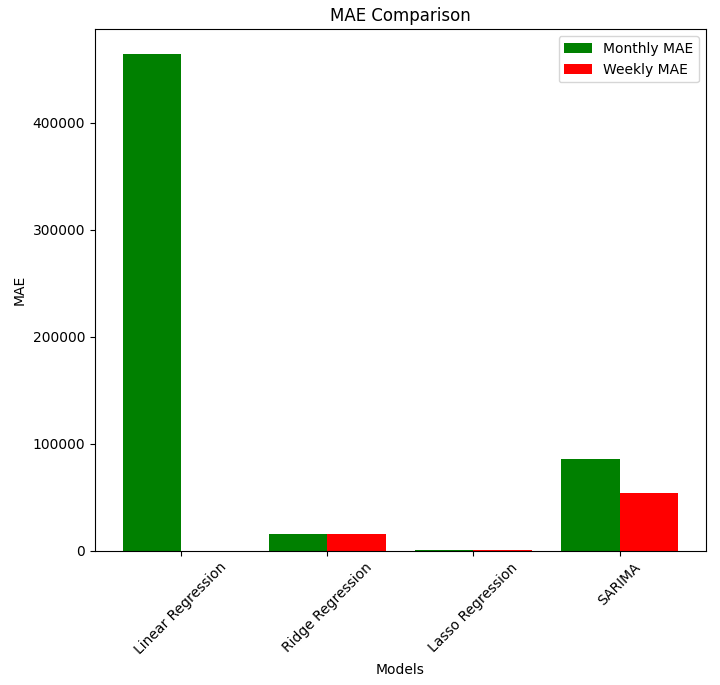 MAE Comparison
Monthly MAE
Weekly MAE
400000
300000
200000
100000
0
MAE
Linear Regression
Ridge Regression
Lasso Regression
SARIMA
Models